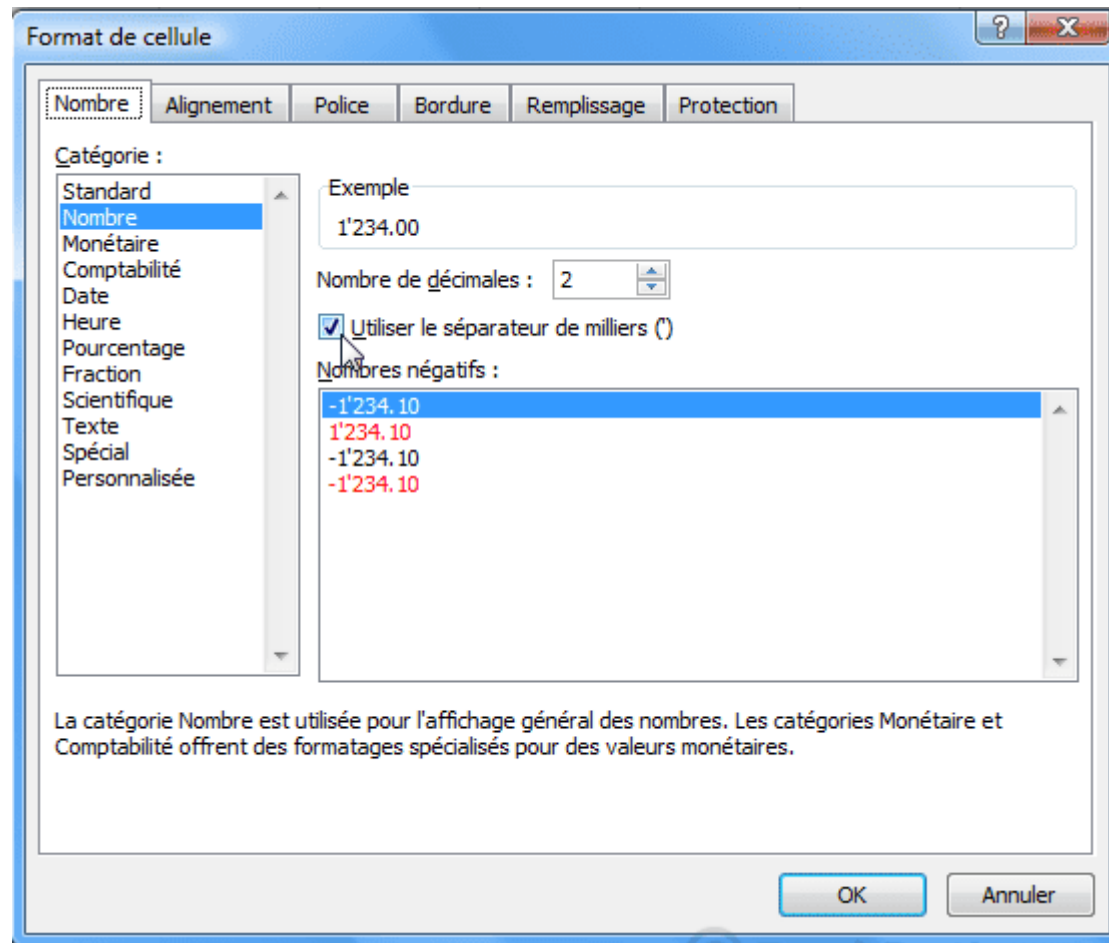 Format de cellule
Nombre Alignement Police Bordure Remplissage Protection
Catégorie :
Standard
Nombre
Monétaire
Comptabilité
Date
Heure
Pourcentage
Fraction
Scientifique
Texte
Spécial
Personnalisée
Exemple
1'234.00
Nombre de décimales : 2
Utiliser le séparateur de milliers (')
Nombres négatifs :
-1'234.10
1'234.10
-1'234.10
-1'234.10
La catégorie Nombre est utilisée pour l'affichage général des nombres. Les catégories Monétaire et
Comptabilité offrent des formatages spécialisés pour des valeurs monétaires.
OK Annuler